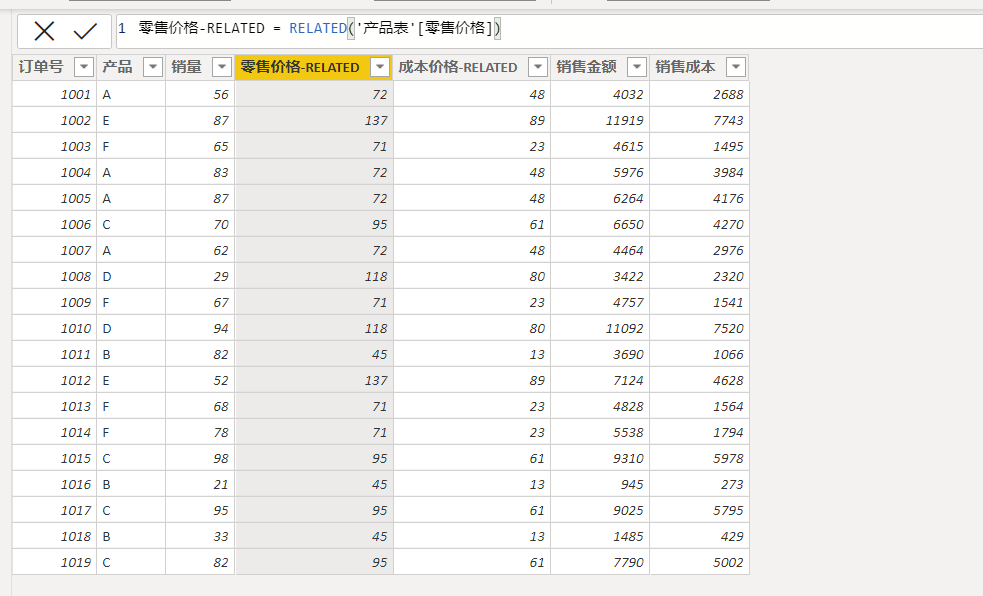 1 零售价格-RELATED = RELATED('产品表'[零售价格])
订单号 产品 销量 零售价格-RELATED 成本价格-RELATED 销售金额 销售成本
1001 A 56 72 48 4032 2688
1002 E 87 137 89 11919 7743
1003 F 65 71 23 4615 1495
1004 A 83 72 48 5976 3984
1005 A 87 72 48 6264 4176
1006 C 70 95 61 6650 4270
1007 A 62 72 48 4464 2976
1008 D 29 118 80 3422 2320
1009 F 67 71 23 4757 1541
1010 D 94 118 80 11092 7520
1011 B 82 45 13 3690 1066
1012 E 52 137 89 7124 4628
1013 F 68 71 23 4828 1564
1014 F 78 71 23 5538 1794
1015 C 98 95 61 9310 5978
1016 B 21 45 13 945 273
1017 C 95 95 61 9025 5795
1018 B 33 45 13 1485 429
1019 C 82 95 61 7790 5002